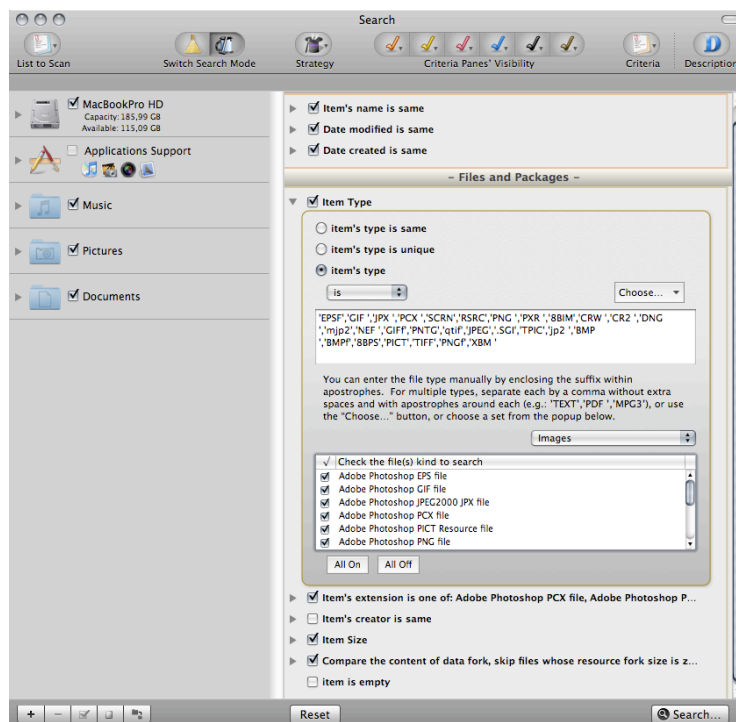 Search
List to Scan
Switch Search Mode
Strategy
Criteria Panes' Visibility
Criteria
Description
MacBookPro HD
Capacity: 185,99 GB
Available: 115,09 GB
Applications Support
Music
Pictures
Documents
Item's name is same
Date modified is same
Date created is same
– Files and Packages –
Item Type
item's type is same
item's type is unique
item's type
is
Choose...
'EPSF','GIF ','JPX ','PCX ','SCRN','RSRC','PNG ','PXR ','8BIM','CRW ','CR2 ','DNG
','mjp2','NEF ','GIFf','PNTG','qtif','JPEG','.SGI','TPIC','jp2 ','BMP
','BMPf','8BPS','PICT','TIFF','PNGf','XBM '
You can enter the file type manually by enclosing the suffix within
apostrophes. For multiple types, separate each by a comma without extra
spaces and with apostrophes around each (e.g.: 'TEXT','PDF ','MPG3'), or use
the "Choose..." button, or choose a set from the popup below.
Images
√ Check the file(s) kind to search
Adobe Photoshop EPS file
Adobe Photoshop GIF file
Adobe Photoshop JPEG2000 JPX file
Adobe Photoshop PCX file
Adobe Photoshop PICT Resource file
Adobe Photoshop PNG file
All On
All Off
Item's extension is one of: Adobe Photoshop PCX file, Adobe Photoshop P...
Item's creator is same
Item Size
Compare the content of data fork, skip files whose resource fork size is z...
item is empty
Reset
Search...